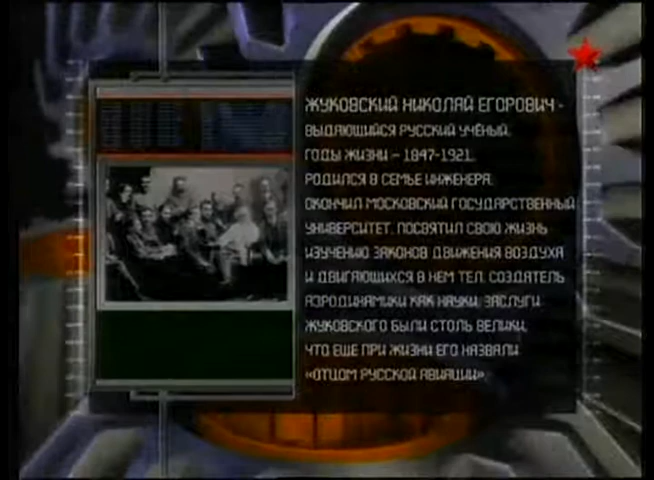 ЖУКОВСКИЙ НИКОЛАЙ ЕГОРОВИЧ -
ВЫДАЮЩИЙСЯ РУССКИЙ УЧЁНЫЙ.
ГОДЫ ЖИЗНИ – 1847-1921.
РОДИЛСЯ В СЕМЬЕ ИНЖЕНЕРА.
ОКОНЧИЛ МОСКОВСКИЙ ГОСУДАРСТВЕННЫЙ
УНИВЕРСИТЕТ. ПОСВЯТИЛ СВОЮ ЖИЗНЬ
ИЗУЧЕНИЮ ЗАКОНОВ ДВИЖЕНИЯ ВОЗДУХА
И ДВИГАЮЩИХСЯ В НЕМ ТЕЛ. СОЗДАТЕЛЬ
АЭРОДИНАМИКИ КАК НАУКИ. ЗАСЛУГИ
ЖУКОВСКОГО БЫЛИ СТОЛЬ ВЕЛИКИ,
ЧТО ЕЩЕ ПРИ ЖИЗНИ ЕГО НАЗВАЛИ
«ОТЦОМ РУССКОЙ АВИАЦИИ»